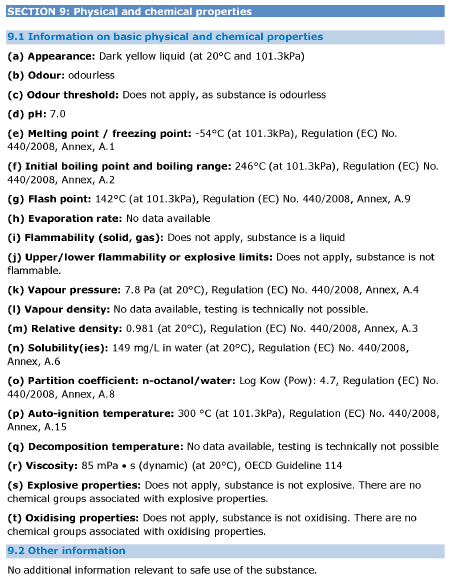 SECTION 9: Physical and chemical properties
9.1 Information on basic physical and chemical properties
(a) Appearance: Dark yellow liquid (at 20°C and 101.3kPa)
(b) Odour: odourless
(c) Odour threshold: Does not apply, as substance is odourless
(d) pH: 7.0
(e) Melting point / freezing point: -54°C (at 101.3kPa), Regulation (EC) No.
440/2008, Annex, A.1
(f) Initial boiling point and boiling range: 246°C (at 101.3kPa), Regulation (EC) No.
440/2008, Annex, A.2
(g) Flash point: 142°C (at 101.3kPa), Regulation (EC) No. 440/2008, Annex, A.9
(h) Evaporation rate: No data available
(i) Flammability (solid, gas): Does not apply, substance is a liquid
(j) Upper/lower flammability or explosive limits: Does not apply, substance is not
flammable.
(k) Vapour pressure: 7.8 Pa (at 20°C), Regulation (EC) No. 440/2008, Annex, A.4
(l) Vapour density: No data available, testing is technically not possible.
(m) Relative density: 0.981 (at 20°C), Regulation (EC) No. 440/2008, Annex, A.3
(n) Solubility(ies): 149 mg/L in water (at 20°C), Regulation (EC) No. 440/2008,
Annex, A.6
(o) Partition coefficient: n-octanol/water: Log Kow (Pow): 4.7, Regulation (EC) No.
440/2008, Annex, A.8
(p) Auto-ignition temperature: 300 °C (at 101.3kPa), Regulation (EC) No. 440/2008,
Annex, A.15
(q) Decomposition temperature: No data available, testing is technically not possible
(r) Viscosity: 85 mPa • s (dynamic) (at 20°C), OECD Guideline 114
(s) Explosive properties: Does not apply, substance is not explosive. There are no
chemical groups associated with explosive properties.
(t) Oxidising properties: Does not apply, substance is not oxidising. There are no
chemical groups associated with oxidising properties.
9.2 Other information
No additional information relevant to safe use of the substance.